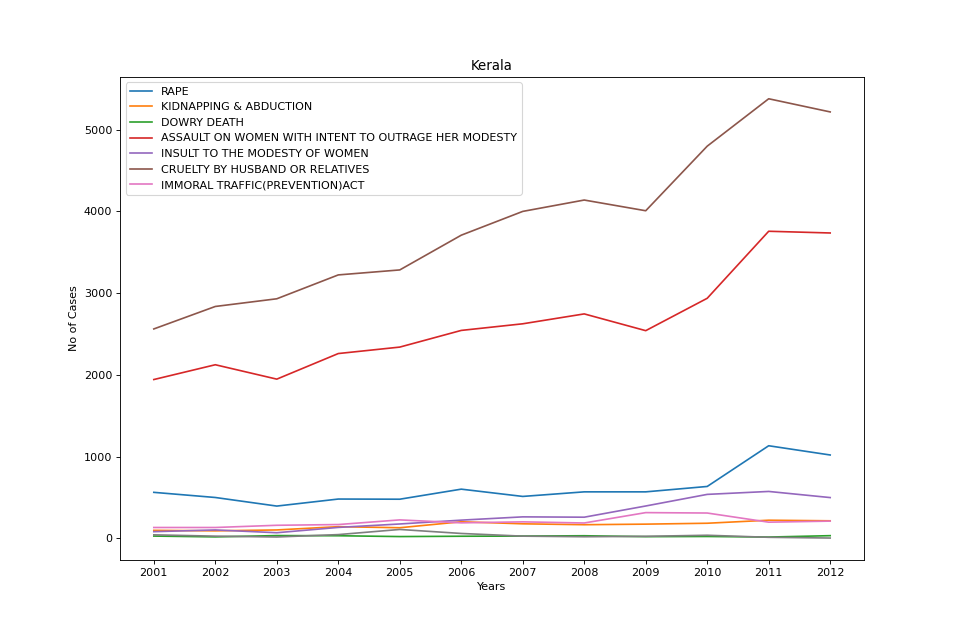 Kerala
RAPE
KIDNAPPING & ABDUCTION
DOWRY DEATH
ASSAULT ON WOMEN WITH INTENT TO OUTRAGE HER MODESTY
INSULT TO THE MODESTY OF WOMEN
CRUELTY BY HUSBAND OR RELATIVES
IMMORAL TRAFFIC(PREVENTION)ACT
5000
4000
3000
2000
1000
0
No of Cases
2001 2002 2003 2004 2005 2006 2007 2008 2009 2010 2011 2012
Years